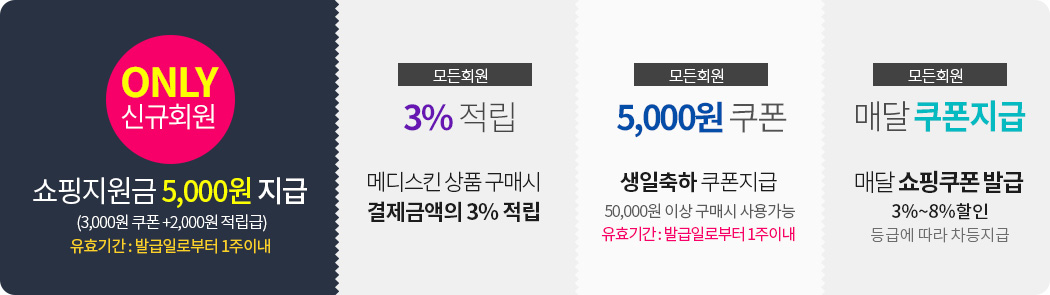 ONLY
신규회원
쇼핑지원금 5,000원 지급
(3,000원 쿠폰 +2,000원 적립급)
유효기간 : 발급일로부터 1주이내
모든회원
3% 적립
메디스킨 상품 구매시
결제금액의 3% 적립
모든회원
5,000원 쿠폰
생일축하 쿠폰지급
50,000원 이상 구매시 사용가능
유효기간 : 발급일로부터 1주이내
모든회원
매달 쿠폰지급
매달 쇼핑쿠폰 발급
3%~8%할인
등급에 따라 차등지급